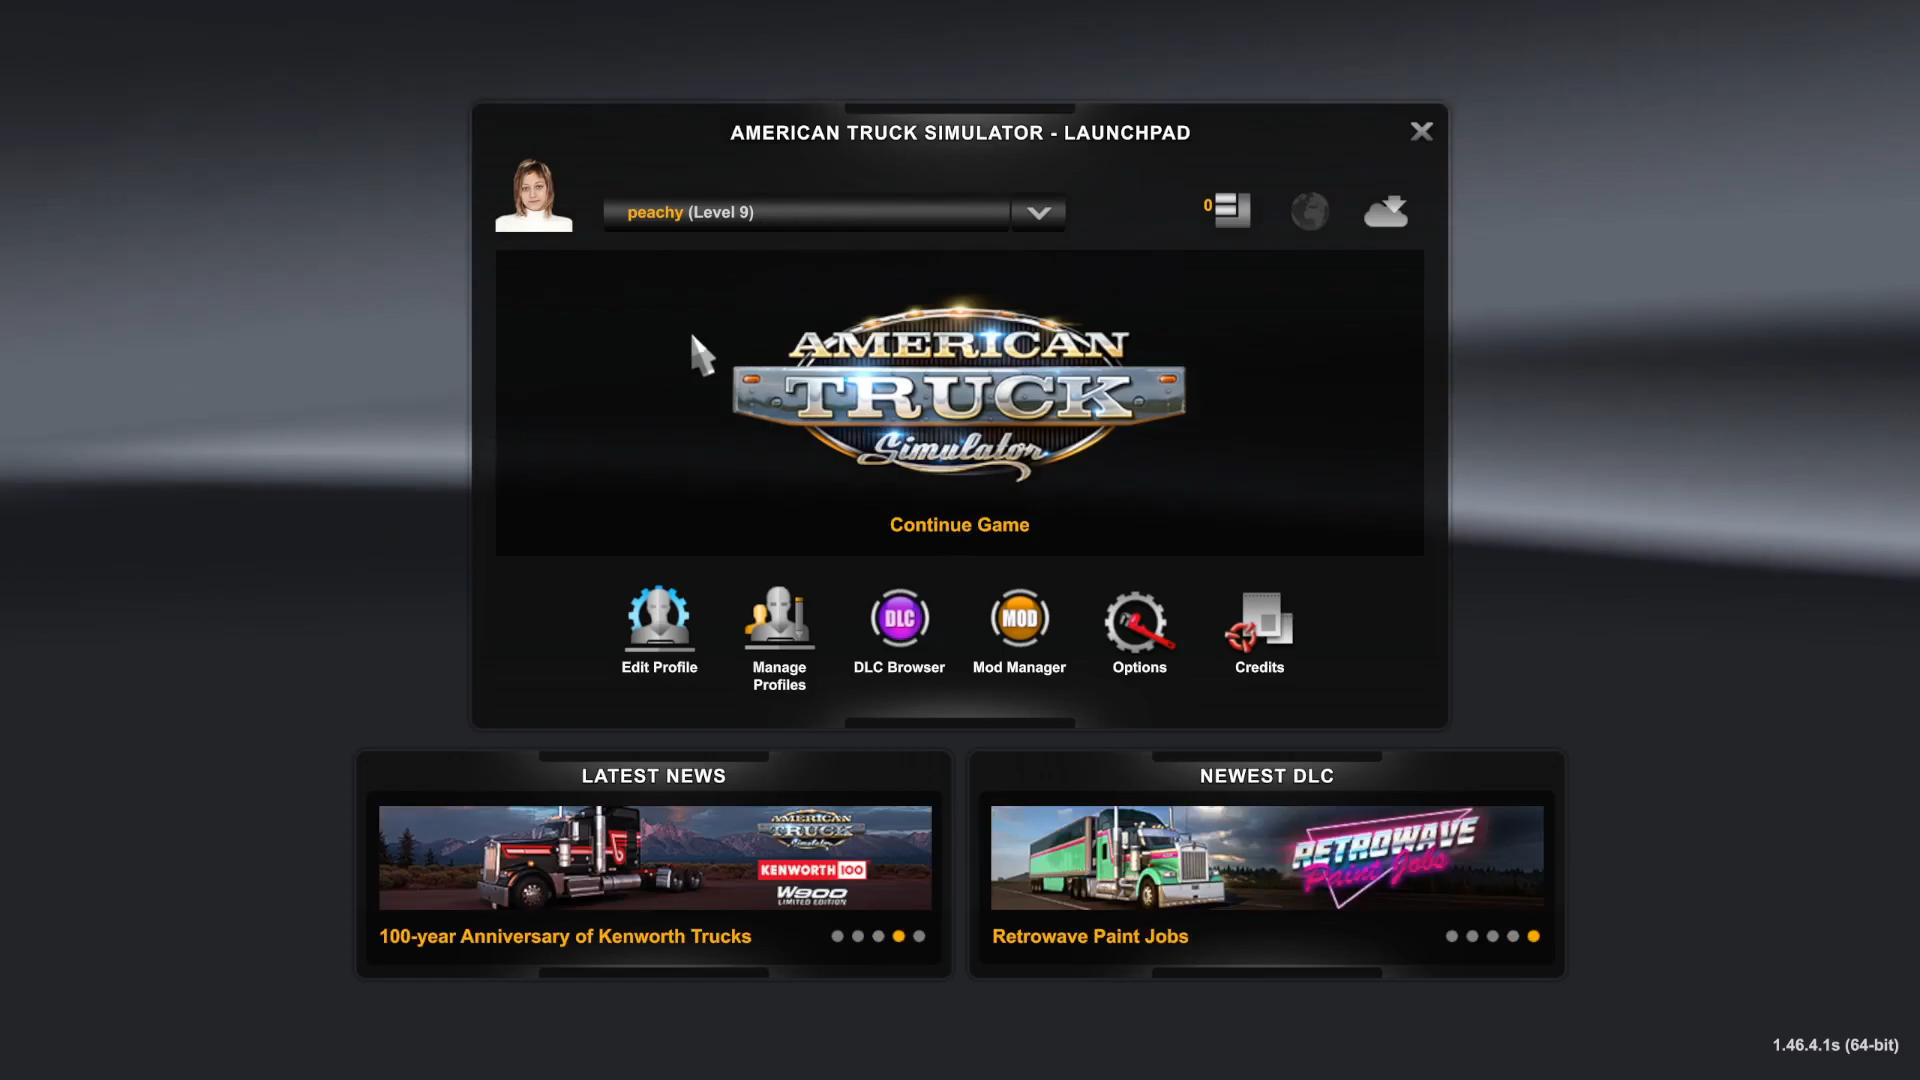 AMERICAN TRUCK SIMULATOR - LAUNCHPAD
peachy (Level 9)
0
AMERICAN
TRUCK
Simulator
Continue Game
DLC
MOD
Edit Profile
Manage
Profiles
DLC Browser
Mod Manager
Options
Credits
LATEST NEWS
AMERICAN
TRUCK
Simulator
KENWORTH 100
W900
LIMITED EDITION
100-year Anniversary of Kenworth Trucks
NEWEST DLC
RETROWAVE
Paint Jobs
Retrowave Paint Jobs
1.46.4.1s (64-bit)